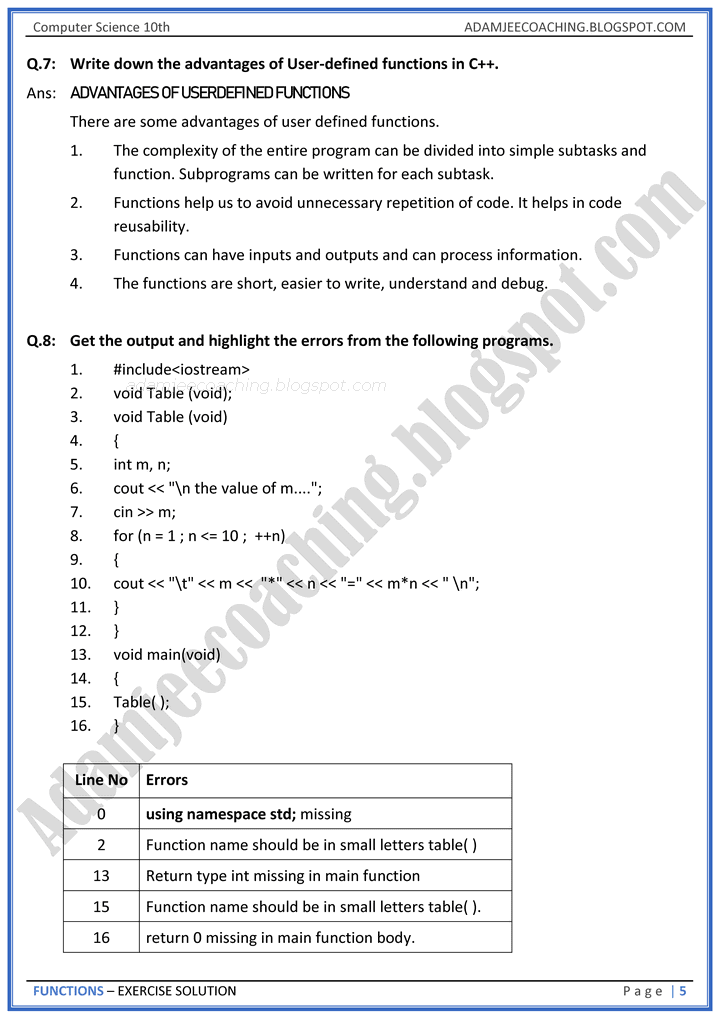 Computer Science 10th ADAMJEECOACHING.BLOGSPOT.COM
Q.7: Write down the advantages of User-defined functions in C++.
Ans: ADVANTAGES OF USERDEFINED FUNCTIONS
There are some advantages of user defined functions.
1. The complexity of the entire program can be divided into simple subtasks and
function. Subprograms can be written for each subtask.
2. Functions help us to avoid unnecessary repetition of code. It helps in code
reusability.
3. Functions can have inputs and outputs and can process information.
4. The functions are short, easier to write, understand and debug.
Q.8: Get the output and highlight the errors from the following programs.
1. #include<iostream>
adamjeecoaching.blogspot.com
2. void Table (void);
3. void Table (void)
4. {
5. int m, n;
6. cout << "\n the value of m....";
7. cin >> m;
8. for (n = 1 ; n <= 10 ;  ++n)
9. {
10. cout << "\t" << m <<  "*" << n << "=" << m*n << " \n";
11. }
12. }
13. void main(void)
14. {
15. Table( );
16. }
Adamjeecoaching.blogspot.com
Line No Errors
0 using namespace std; missing
2 Function name should be in small letters table( )
13 Return type int missing in main function
15 Function name should be in small letters table( ).
16 return 0 missing in main function body.
FUNCTIONS – EXERCISE SOLUTION P a g e | 5